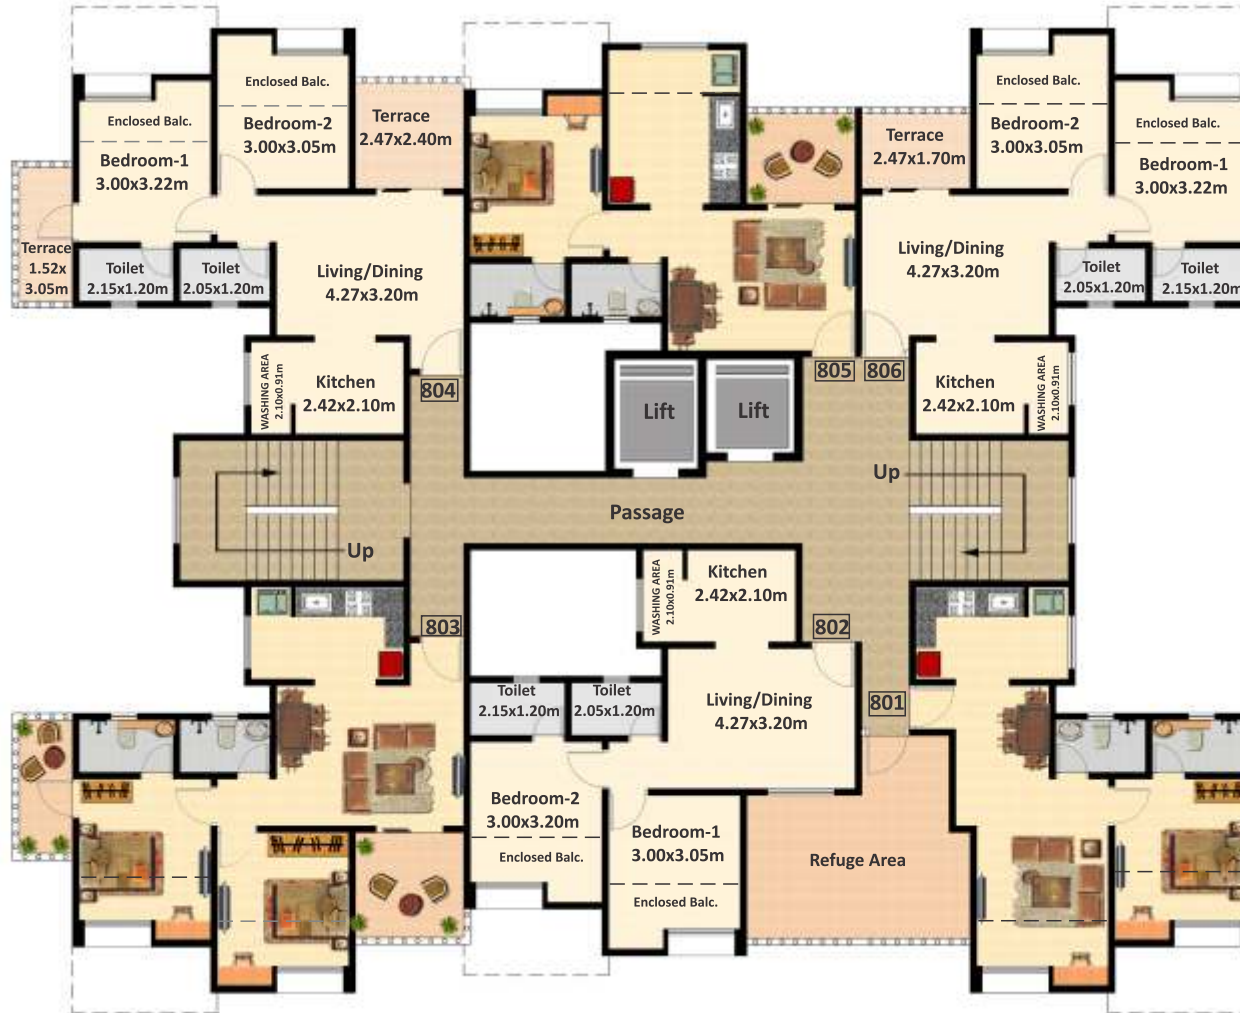 Enclosed Balc.
Bedroom-1
3.00x3.22m
Enclosed Balc.
Bedroom-2
3.00x3.05m
Terrace
2.47x2.40m
Terrace
1.52x
3.05m
Toilet
2.15x1.20m
Toilet
2.05x1.20m
Living/Dining
4.27x3.20m
WASHING AREA
2.10x0.91m
Kitchen
2.42x2.10m
804
Terrace
2.47x1.70m
Enclosed Balc.
Bedroom-2
3.00x3.05m
Enclosed Balc.
Bedroom-1
3.00x3.22m
Living/Dining
4.27x3.20m
Toilet
2.05x1.20m
Toilet
2.15x1.20m
805
806
Kitchen
2.42x2.10m
WASHING AREA
2.10x0.91m
Lift
Lift
Up
Passage
Up
803
WASHING AREA
2.10x0.91m
Kitchen
2.42x2.10m
802
801
Toilet
2.15x1.20m
Toilet
2.05x1.20m
Living/Dining
4.27x3.20m
Bedroom-2
3.00x3.20m
Enclosed Balc.
Bedroom-1
3.00x3.05m
Enclosed Balc.
Refuge Area